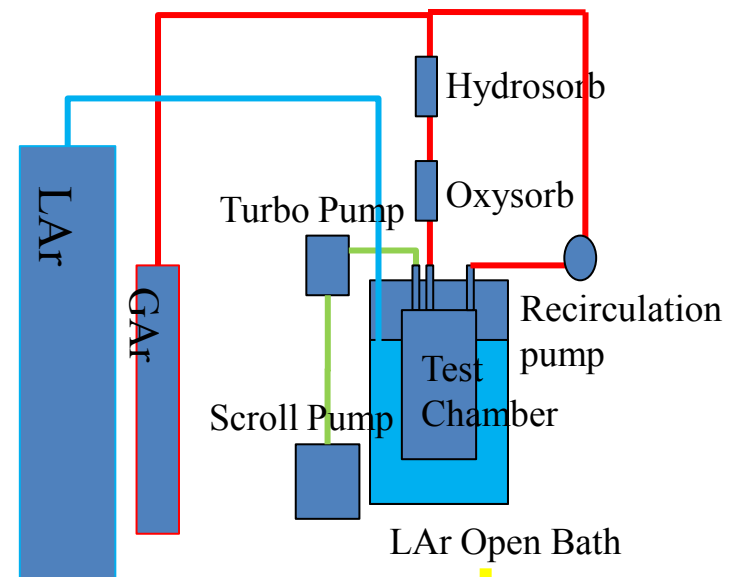 Hydrosorb
LAr
Oxysorb
Turbo Pump
GAr
Recirculation
pump
Test
Chamber
Scroll Pump
LAr Open Bath